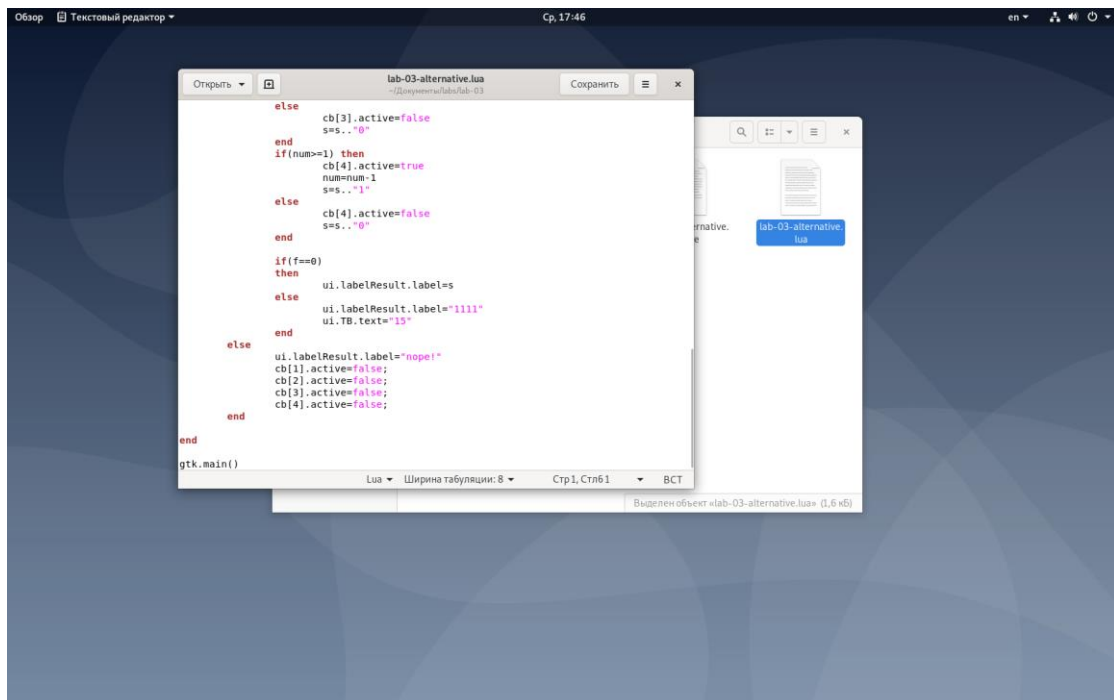 Обзор Текстовый редактор Ср, 17:46 en
Открыть lab-03-alternative.lua Сохранить
~/Документы/labs/lab-03
else
cb[3].active=false
s=s.."0"
end
if(num>=1) then
cb[4].active=true
num=num-1
s=s.."1"
else
cb[4].active=false
s=s.."0"
end
if(f==0)
then
ui.labelResult.label=s
else
ui.labelResult.label="1111"
ui.TB.text="15"
end
else
ui.labelResult.label="nope!"
cb[1].active=false;
cb[2].active=false;
cb[3].active=false;
cb[4].active=false;
end
end
gtk.main()
Lua Ширина табуляции: 8 Стр 1, Стлб 1 ВСТ
lab-03-alternative.
lua
Выделен объект «lab-03-alternative.lua» (1,6 кБ)